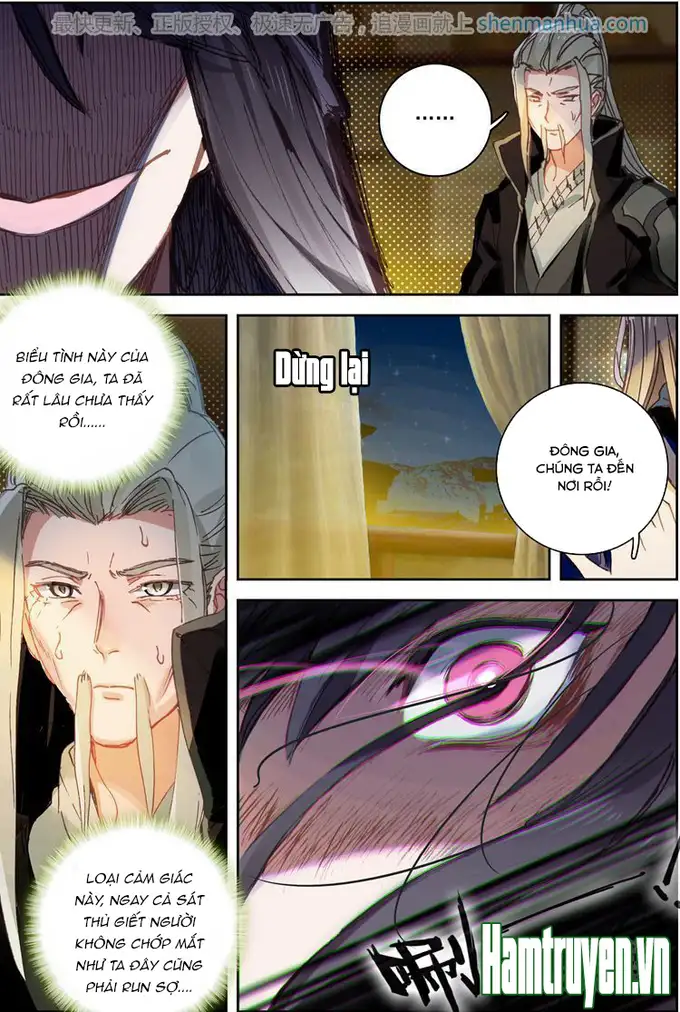 最快更新、正版授权、极速无广告，追漫画就上 shenmanhua.com
......
BIỂU TÌNH NÀY CỦA
ĐÔNG GIA, TA ĐÃ
RẤT LÂU CHƯA THẤY
RỒI......
Dừng lại
ĐÔNG GIA,
CHÚNG TA ĐẾN
NƠI RỒI!
LOẠI CẢM GIÁC
NÀY, NGAY CẢ SÁT
THỦ GIẾT NGƯỜI
KHÔNG CHỚP MẮT
NHƯ TA ĐÂY CŨNG
PHẢI RUN SỢ....
Hamtruyen.vn